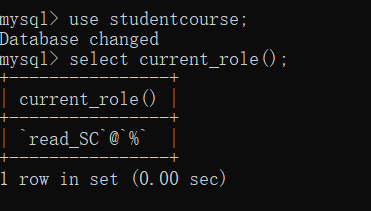 mysql> use studentcourse;
Database changed
mysql> select current_role();
+----------------+
| current_role() |
+----------------+
| `read_SC`@`%`  |
+----------------+
1 row in set (0.00 sec)